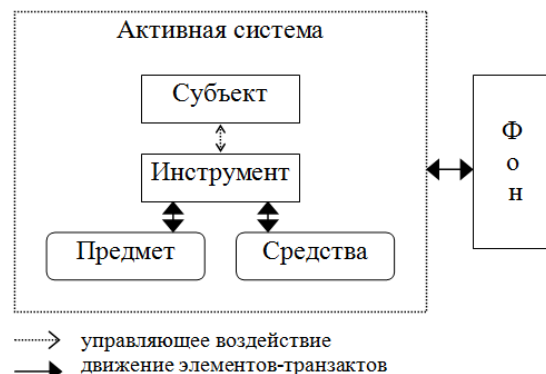 Активная система
Субъект
Инструмент
Предмет
Средства
Ф
о
н
управляющее воздействие
движение элементов-транзактов